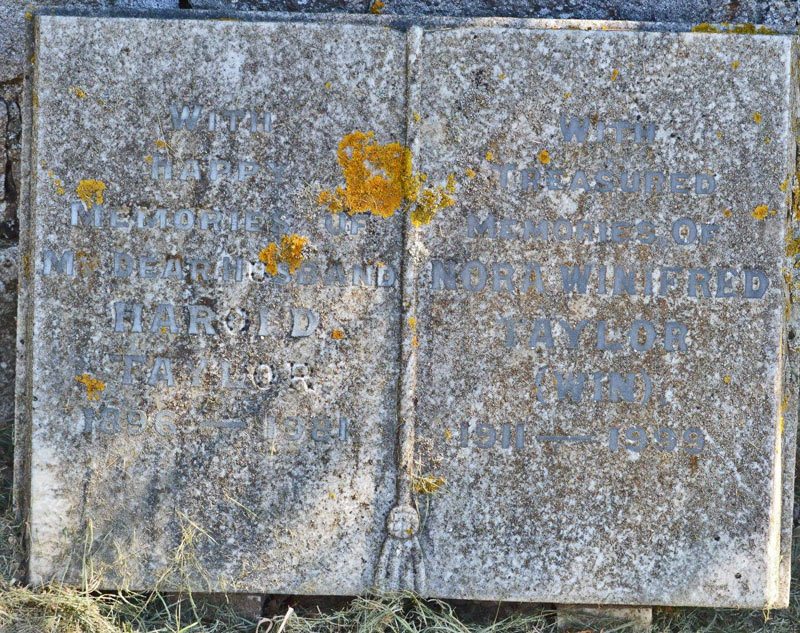 With
Happy
Memories Of
My Dear Husband
HAROLD
TAYLOR
1896 — 1981
With
Treasured
Memories Of
NORA WINIFRED
TAYLOR
(WIN)
1911 — 1999